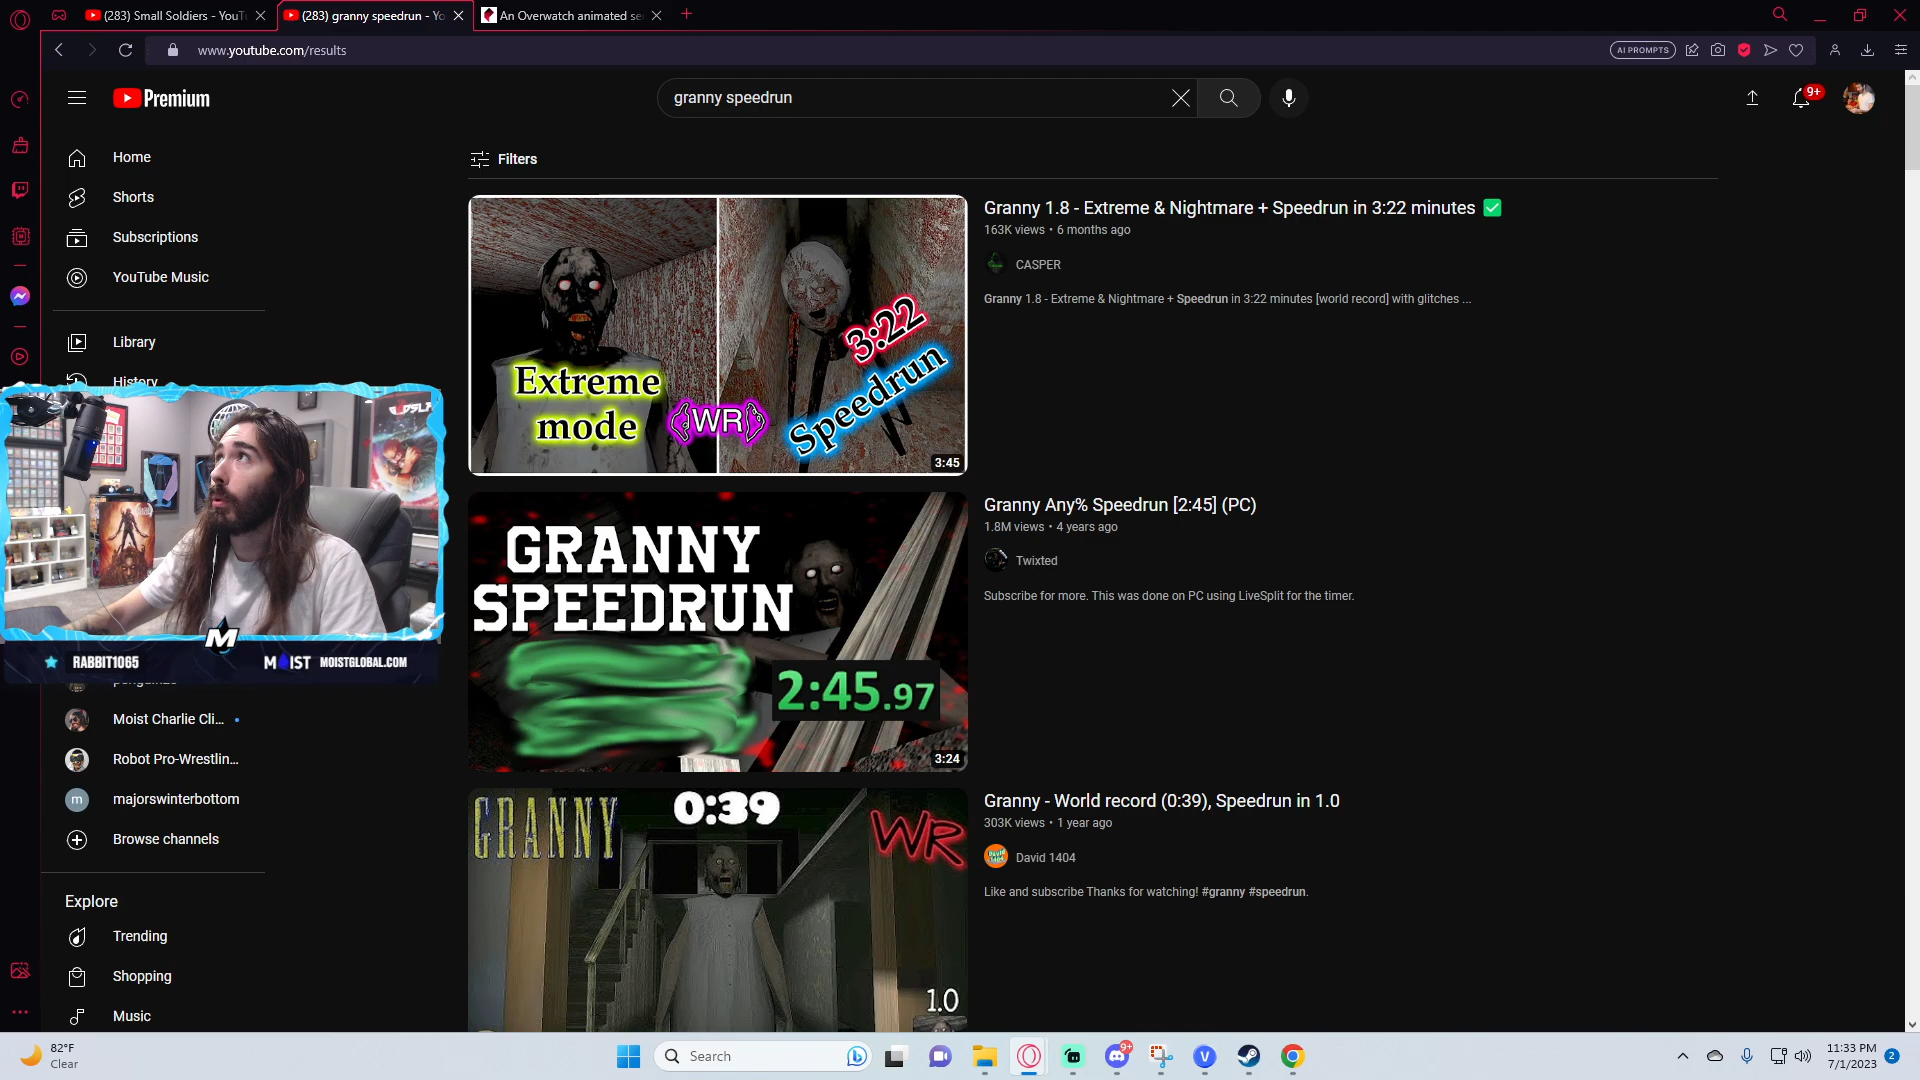 (283) Small Soldiers - YouT
(283) granny speedrun - Yo
An Overwatch animated se
www.youtube.com/results
AI PROMPTS
Premium
granny speedrun
9+
Home
Shorts
Subscriptions
YouTube Music
Library
History
Filters
Extreme
mode
WR
3:22
Speedrun
3:45
Granny 1.8 - Extreme & Nightmare + Speedrun in 3:22 minutes ✅
163K views • 6 months ago
CASPER
Granny 1.8 - Extreme & Nightmare + Speedrun in 3:22 minutes [world record] with glitches ...
GRANNY
SPEEDRUN
2:45.97
3:24
Granny Any% Speedrun [2:45] (PC)
1.8M views • 4 years ago
Twixted
Subscribe for more. This was done on PC using LiveSplit for the timer.
GRANNY
0:39
WR
1.0
Granny - World record (0:39), Speedrun in 1.0
303K views • 1 year ago
David 1404
Like and subscribe Thanks for watching! #granny #speedrun.
M
RABBIT1065
MOIST
MOISTGLOBAL.COM
Moist Charlie Cli...
Robot Pro-Wrestlin...
m
majorswinterbottom
Browse channels
Explore
Trending
Shopping
Music
82°F
Clear
Search
9+
V
11:33 PM
7/1/2023
2